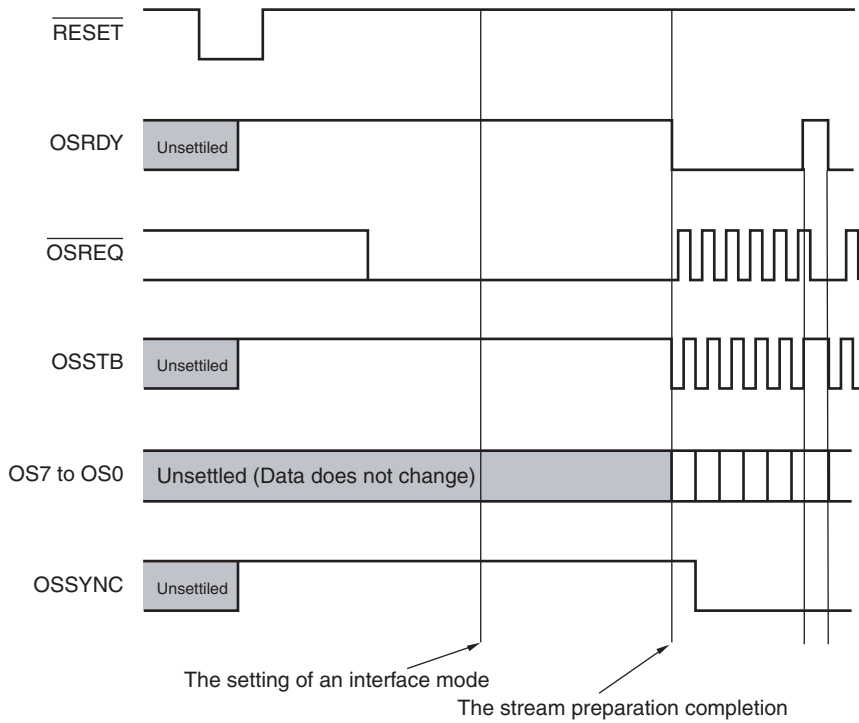 RESET
OSRDY
Unsettiled
OSREQ
OSSTB
Unsettiled
OS7 to OS0
Unsettled (Data does not change)
OSSYNC
Unsettiled
The setting of an interface mode
The stream preparation completion